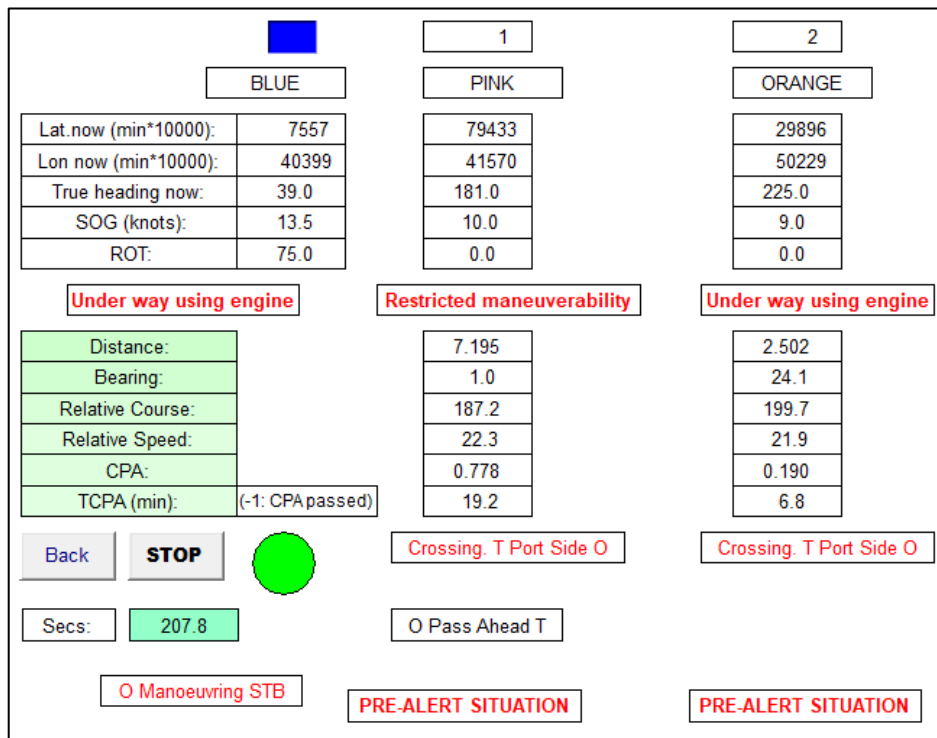 1 2
BLUE PINK ORANGE
Lat.now (min*10000): 7557 79433 29896
Lon now (min*10000): 40399 41570 50229
True heading now: 39.0 181.0 225.0
SOG (knots): 13.5 10.0 9.0
ROT: 75.0 0.0 0.0
Under way using engine Restricted maneuverability Under way using engine
Distance: 7.195 2.502
Bearing: 1.0 24.1
Relative Course: 187.2 199.7
Relative Speed: 22.3 21.9
CPA: 0.778 0.190
TCPA (min): (-1: CPA passed) 19.2 6.8
Back STOP Crossing. T Port Side O Crossing. T Port Side O
Secs: 207.8 O Pass Ahead T
O Manoeuvring STB PRE-ALERT SITUATION PRE-ALERT SITUATION